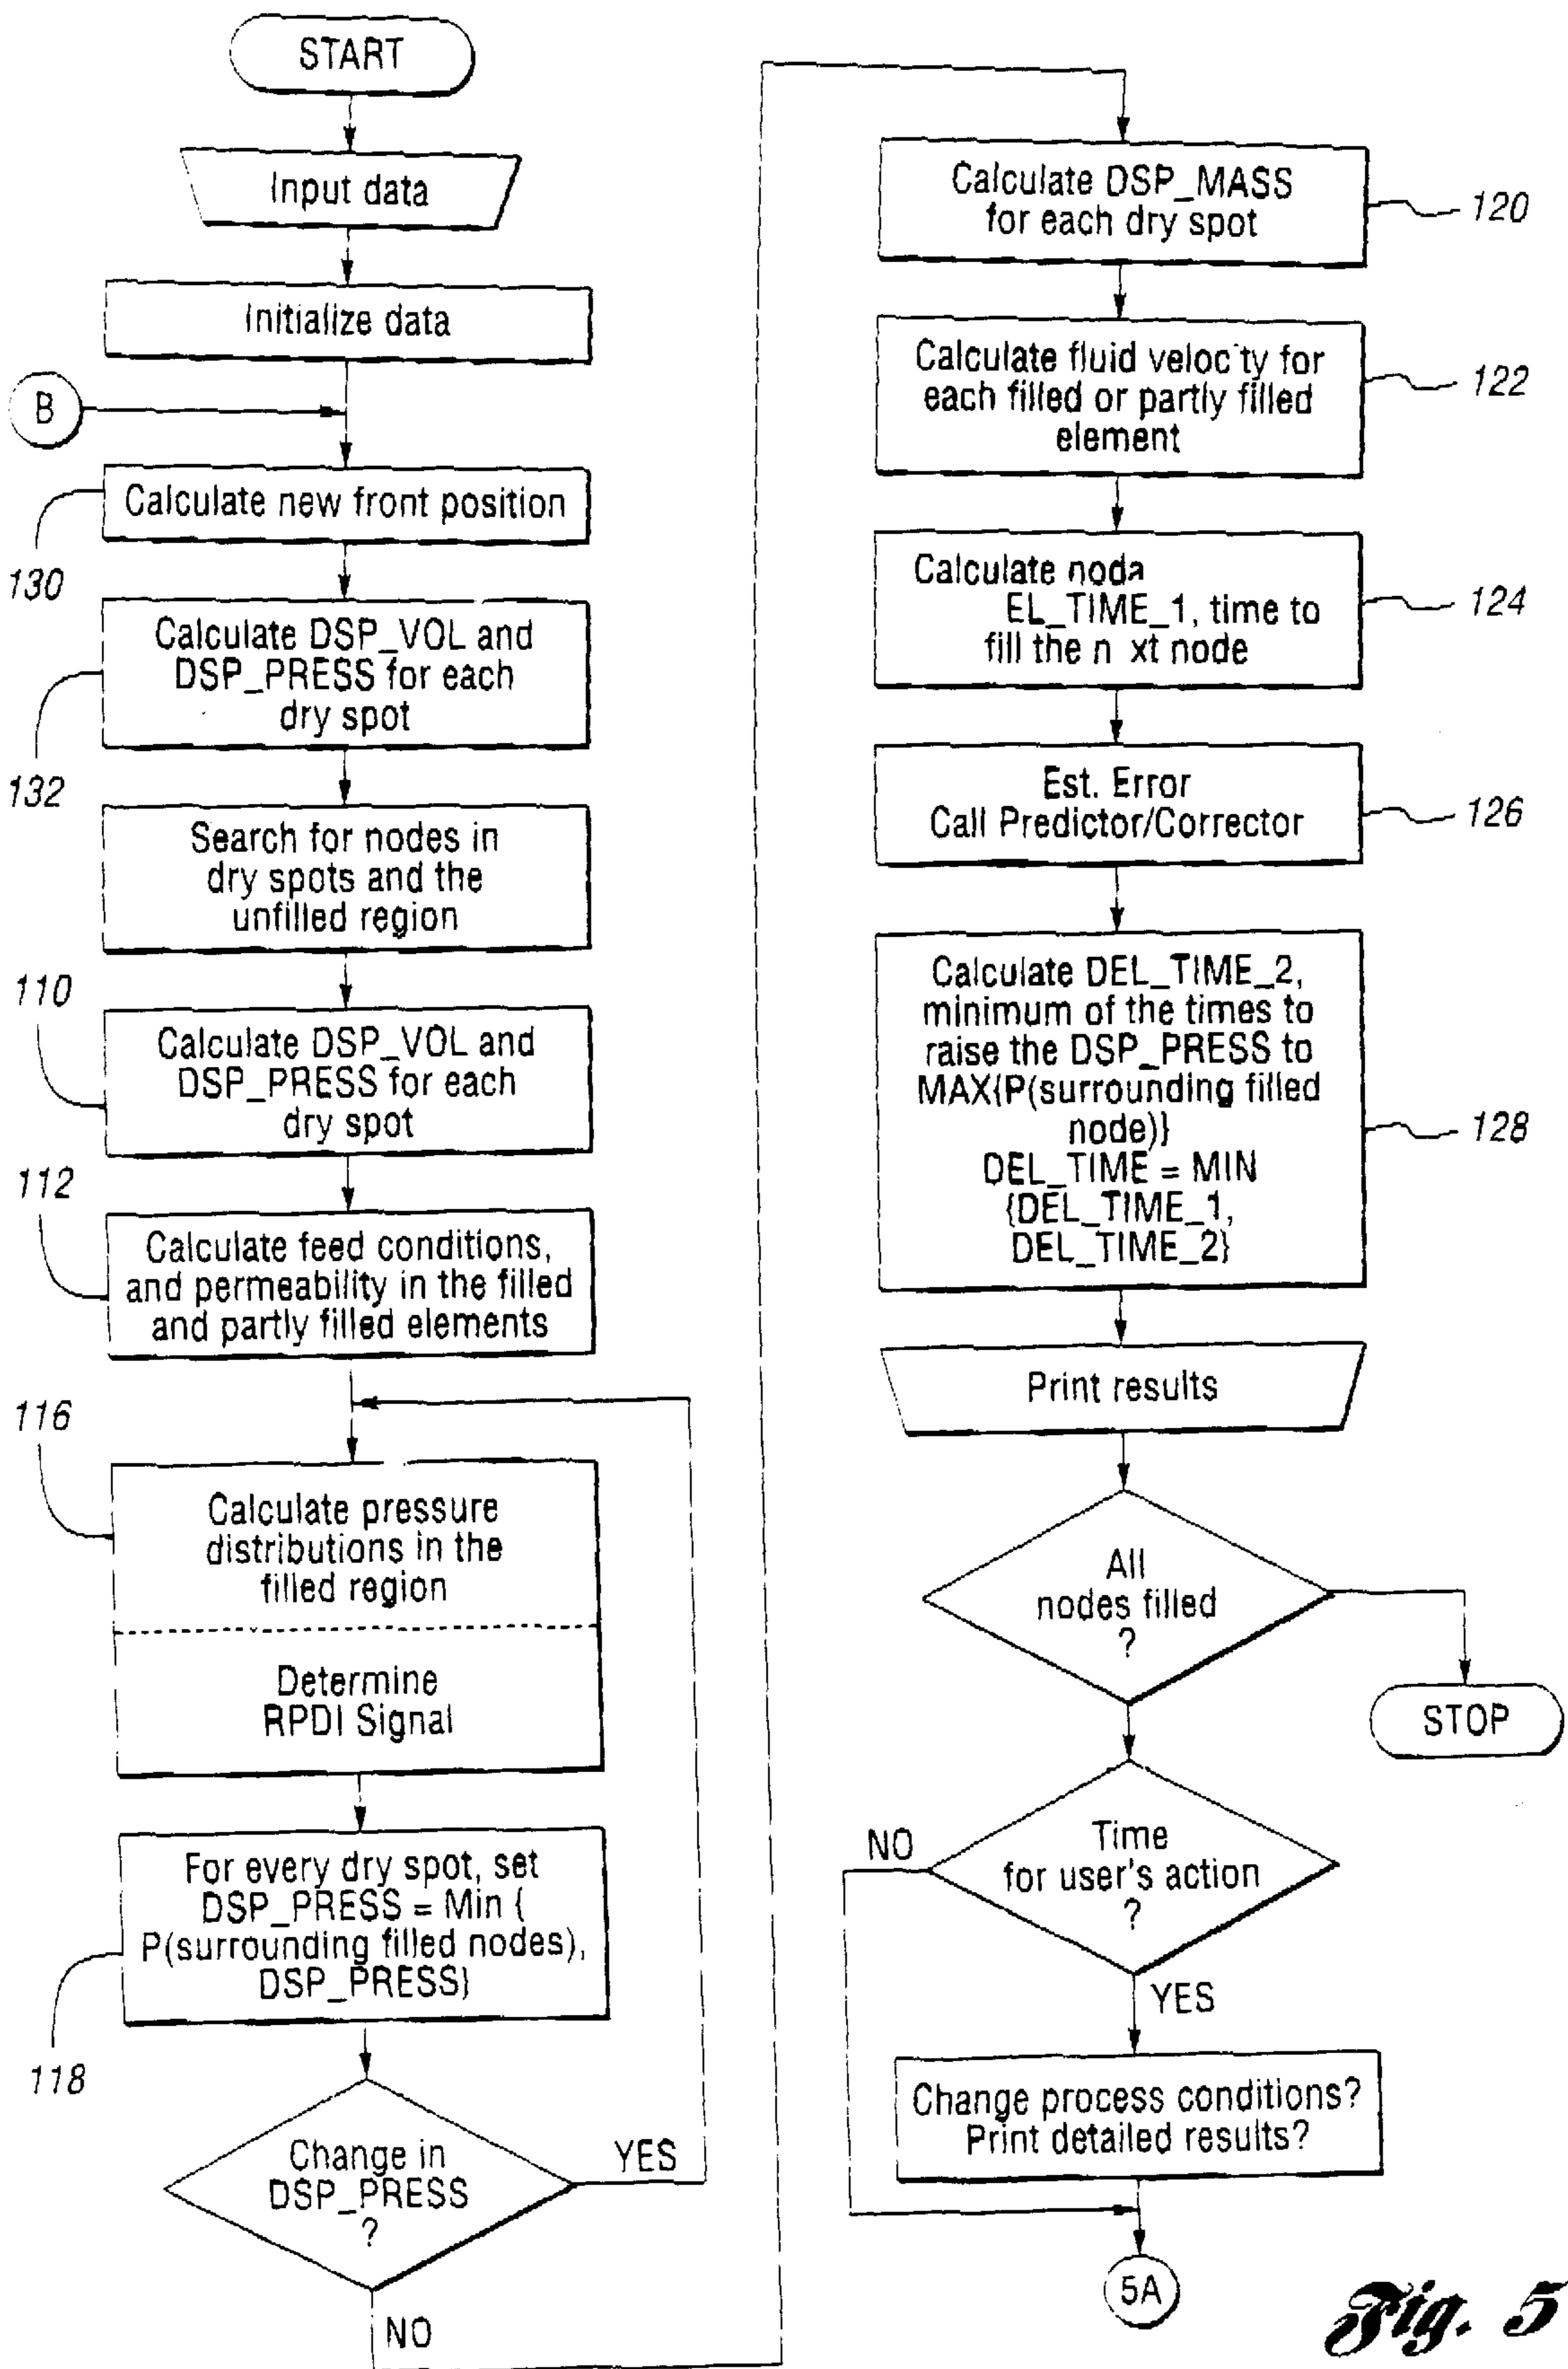 START
Input data
Initialize data
B
Calculate new front position
130
Calculate DSP_VOL and
DSP_PRESS for each
dry spot
132
Search for nodes in
dry spots and the
unfilled region
110
Calculate DSP_VOL and
DSP_PRESS for each
dry spot
112
Calculate feed conditions,
and permeability in the filled
and partly filled elements
116
Calculate pressure
distributions in the
filled region
Determine
RPDI Signal
For every dry spot, set
DSP_PRESS = Min {
P(surrounding filled nodes),
DSP_PRESS}
118
Change in
DSP_PRESS
?
YES
NO
Calculate DSP_MASS
for each dry spot
120
Calculate fluid veloc ty for
each filled or partly filled
element
122
Calculate noda
EL_TIME_1, time to
fill the n xt node
124
Est. Error
Call Predictor/Corrector
126
Calculate DEL_TIME_2,
minimum of the times to
raise the DSP_PRESS to
MAX{P(surrounding filled
node)}
DEL_TIME = MIN
{DEL_TIME_1,
DEL_TIME_2}
128
Print results
All
nodes filled
?
STOP
Time
for user's action
?
NO
YES
Change process conditions?
Print detailed results?
5A
Fig. 5